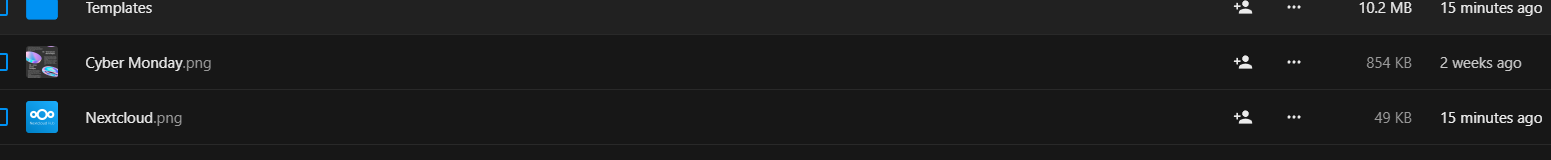 Templates 10.2 MB 15 minutes ago
Cyber Monday.png 854 KB 2 weeks ago
Nextcloud.png 49 KB 15 minutes ago